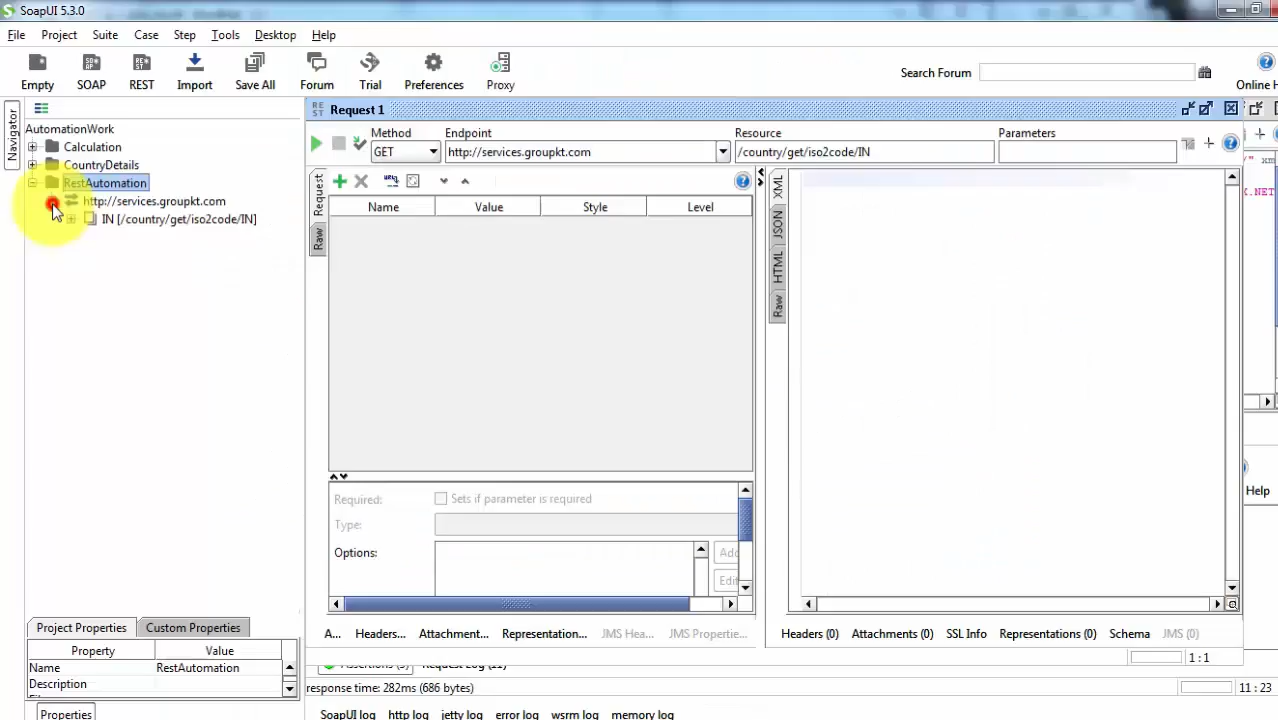 SoapUI 5.3.0
File Project Suite Case Step Tools Desktop Help
Empty SOAP REST Import Save All Forum Trial Preferences Proxy
Search Forum
Online H
Navigator
AutomationWork
Calculation
CountryDetails
RestAutomation
http://services.groupkt.com
IN [/country/get/iso2code/IN]
Request 1
Method Endpoint Resource Parameters
GET http://services.groupkt.com /country/get/iso2code/IN
Request
Raw
Name Value Style Level
Required: Sets if parameter is required
Type:
Options:
Add
Edi
A... Headers... Attachment... Representation... JMS Hea... JMS Propertie...
XML
JSON
HTML
Raw
Headers (0) Attachments (0) SSL Info Representations (0) Schema JMS (0)
1 : 1
X.NET
Help
Project Properties Custom Properties
Property Value
Name RestAutomation
Description
Properties
response time: 282ms (686 bytes)
11 : 23
SoapUI log http log jetty log error log wsrm log memory log